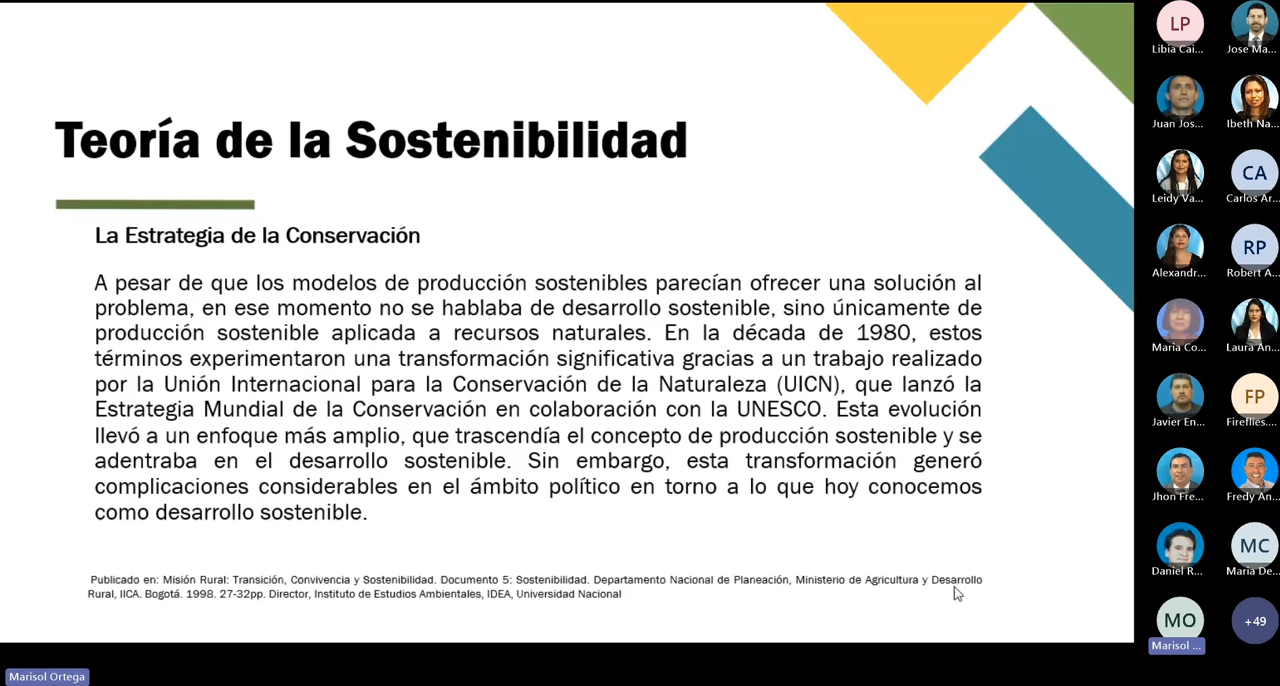 Teoría de la Sostenibilidad
La Estrategia de la Conservación
A pesar de que los modelos de producción sostenibles parecían ofrecer una solución al
problema, en ese momento no se hablaba de desarrollo sostenible, sino únicamente de
producción sostenible aplicada a recursos naturales. En la década de 1980, estos
términos experimentaron una transformación significativa gracias a un trabajo realizado
por la Unión Internacional para la Conservación de la Naturaleza (UICN), que lanzó la
Estrategia Mundial de la Conservación en colaboración con la UNESCO. Esta evolución
llevó a un enfoque más amplio, que trascendía el concepto de producción sostenible y se
adentraba en el desarrollo sostenible. Sin embargo, esta transformación generó
complicaciones considerables en el ámbito político en torno a lo que hoy conocemos
como desarrollo sostenible.
Publicado en: Misión Rural: Transición, Convivencia y Sostenibilidad. Documento 5: Sostenibilidad. Departamento Nacional de Planeación, Ministerio de Agricultura y Desarrollo
Rural, IICA. Bogotá. 1998. 27-32pp. Director, Instituto de Estudios Ambientales, IDEA, Universidad Nacional
LP
Libia Cai...
Jose Ma...
Juan Jos...
Ibeth Na...
Leidy Va...
CA
Carlos Ar...
Alexandr...
RP
Robert A...
Maria Co...
Laura An...
Javier En...
FP
Fireflies....
Jhon Fre...
Fredy An...
Daniel R...
MC
Maria De...
MO
Marisol ...
+49
Marisol Ortega